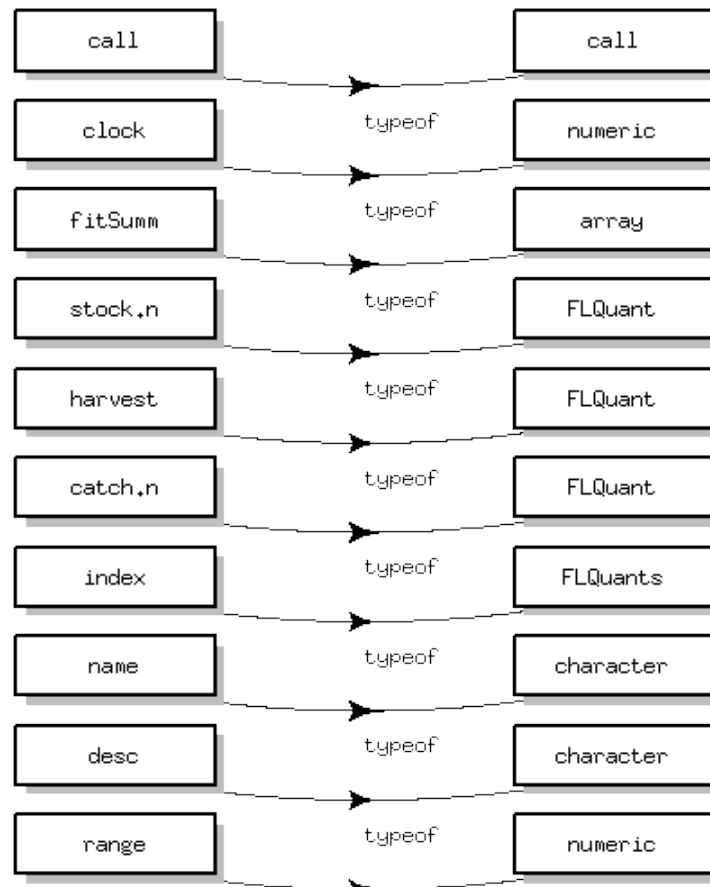 call call
typeof
clock numeric
typeof
fitSumm array
typeof
stock.n FLQuant
typeof
harvest FLQuant
typeof
catch.n FLQuant
typeof
index FLQuants
typeof
name character
typeof
desc character
typeof
range numeric